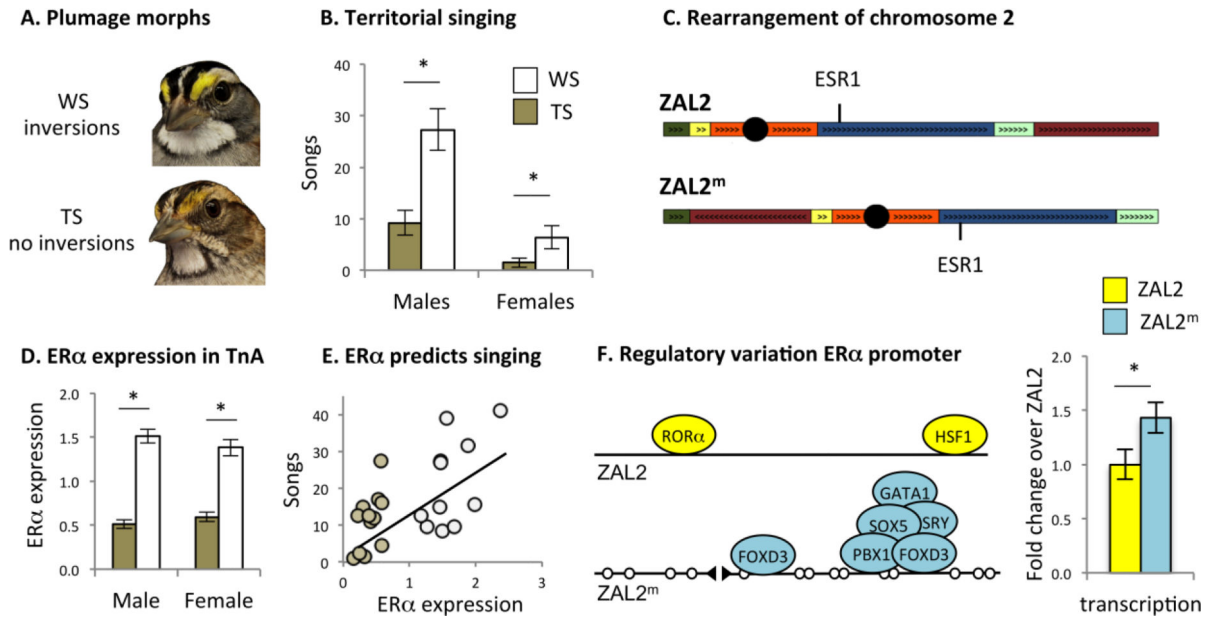 A. Plumage morphs
WS
inversions
TS
no inversions
B. Territorial singing
40
30
20
10
0
Songs
*
*
WS
TS
Males
Females
C. Rearrangement of chromosome 2
ESR1
ZAL2
>>>
>>
>>>>>
>>>>>>>>
>>>>>>
ZAL2m
>>>
>>
>>>>>
>>>>>>>>
>>>>>>>
ESR1
ZAL2
ZAL2m
D. ERα expression in TnA
2.0
1.5
1.0
0.5
0.0
ERα expression
*
*
Male
Female
E. ERα predicts singing
40
30
20
10
0
Songs
0
1
2
3
ERα expression
F. Regulatory variation ERα promoter
RORα
HSF1
ZAL2
GATA1
SOX5
SRY
FOXD3
PBX1
FOXD3
ZAL2m
2.0
1.5
1.0
0.5
0.0
Fold change over ZAL2
*
transcription